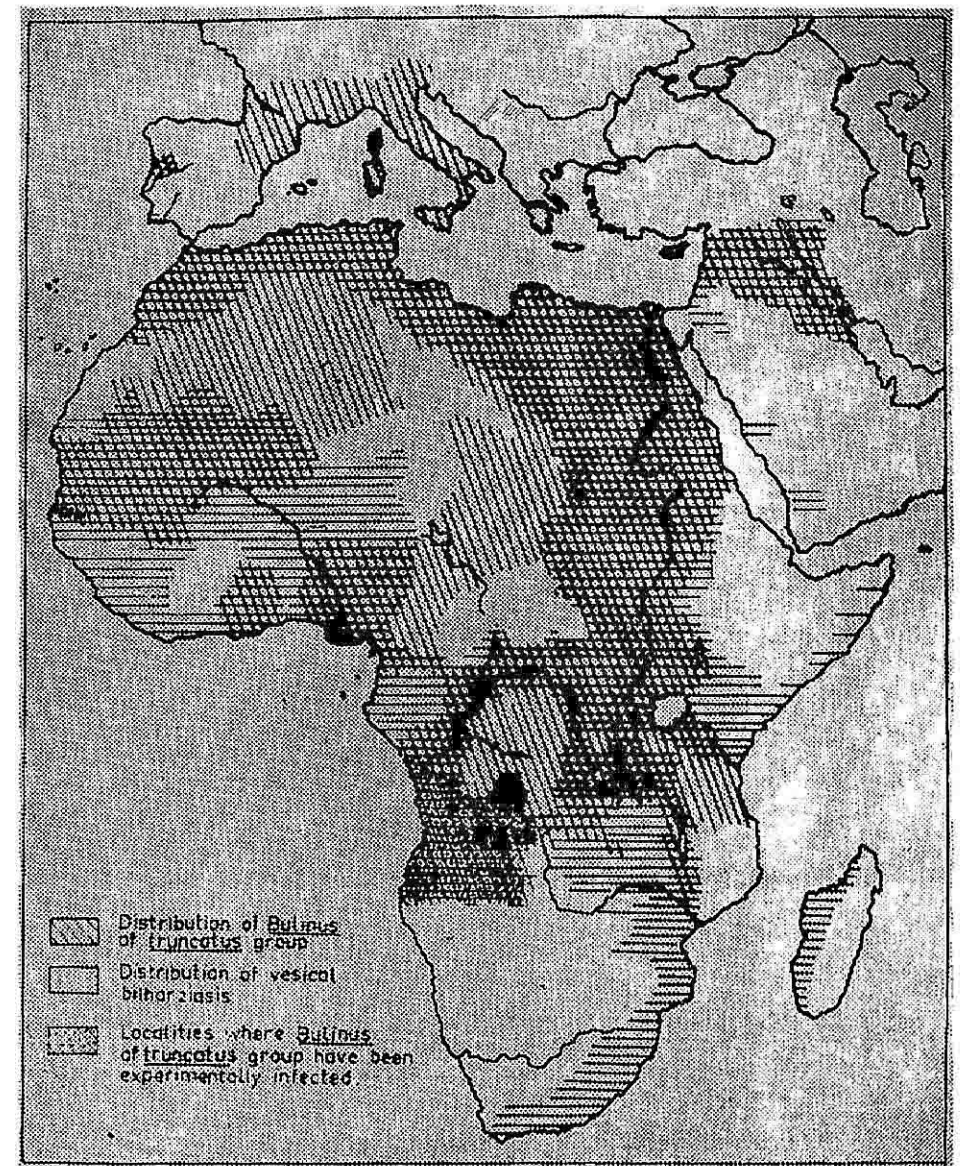 Distribution of Bulinus
of truncatus group
Distribution of vesical
bilharziasis
Localities where Bulinus
of truncatus group have been
experimentally infected.